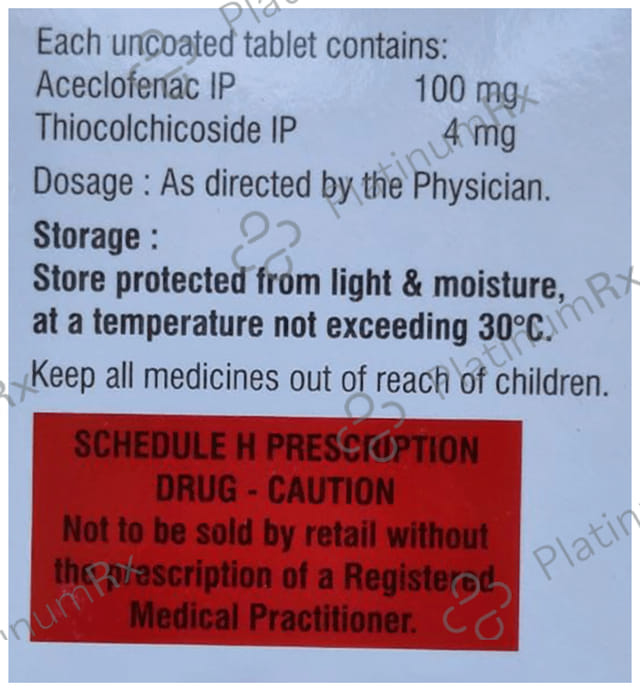 Each uncoated tablet contains:
Aceclofenac IP 100 mg
Thiocolchicoside IP 4 mg
Dosage : As directed by the Physician.
Storage :
Store protected from light & moisture,
at a temperature not exceeding 30°C.
Keep all medicines out of reach of children.
SCHEDULE H PRESCRIPTION
DRUG - CAUTION
Not to be sold by retail without
the prescription of a Registered
Medical Practitioner.
PlatinumRx
PlatinumRx